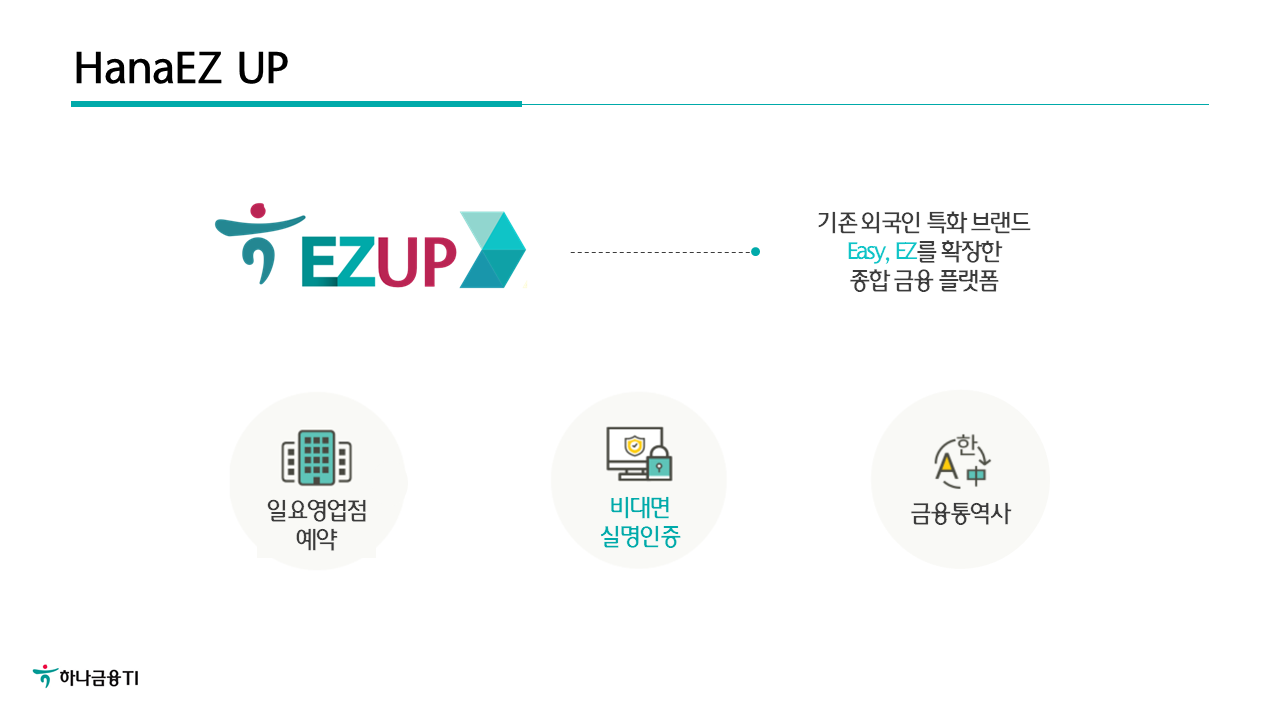 HanaEZ UP
EZUP
기존 외국인 특화 브랜드
Easy, EZ를 확장한
종합 금융 플랫폼
일요영업점
예약
비대면
실명인증
A 한 中
금융통역사
하나금융TI